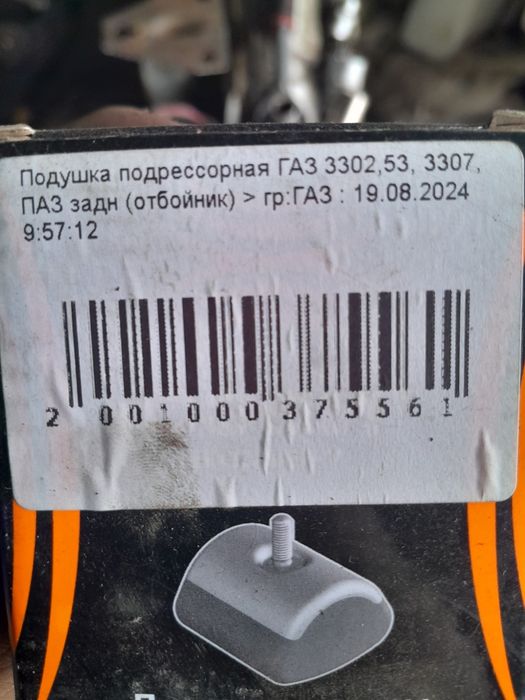 Подушка подрессорная ГАЗ 3302,53, 3307,
ПАЗ задн (отбойник) > гр:ГАЗ : 19.08.2024
9:57:12
2 001000 375561